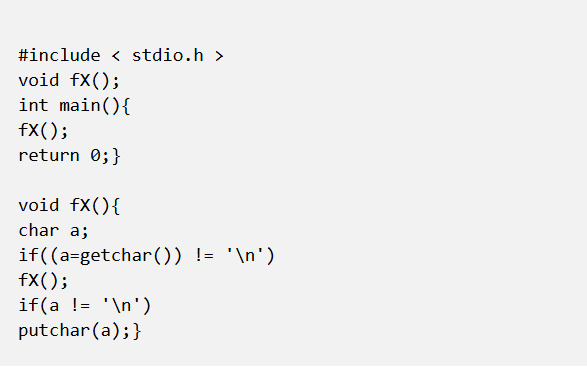 #include < stdio.h >
void fX();
int main(){
fX();
return 0;}
void fX(){
char a;
if((a=getchar()) != '\n')
fX();
if(a != '\n')
putchar(a);}